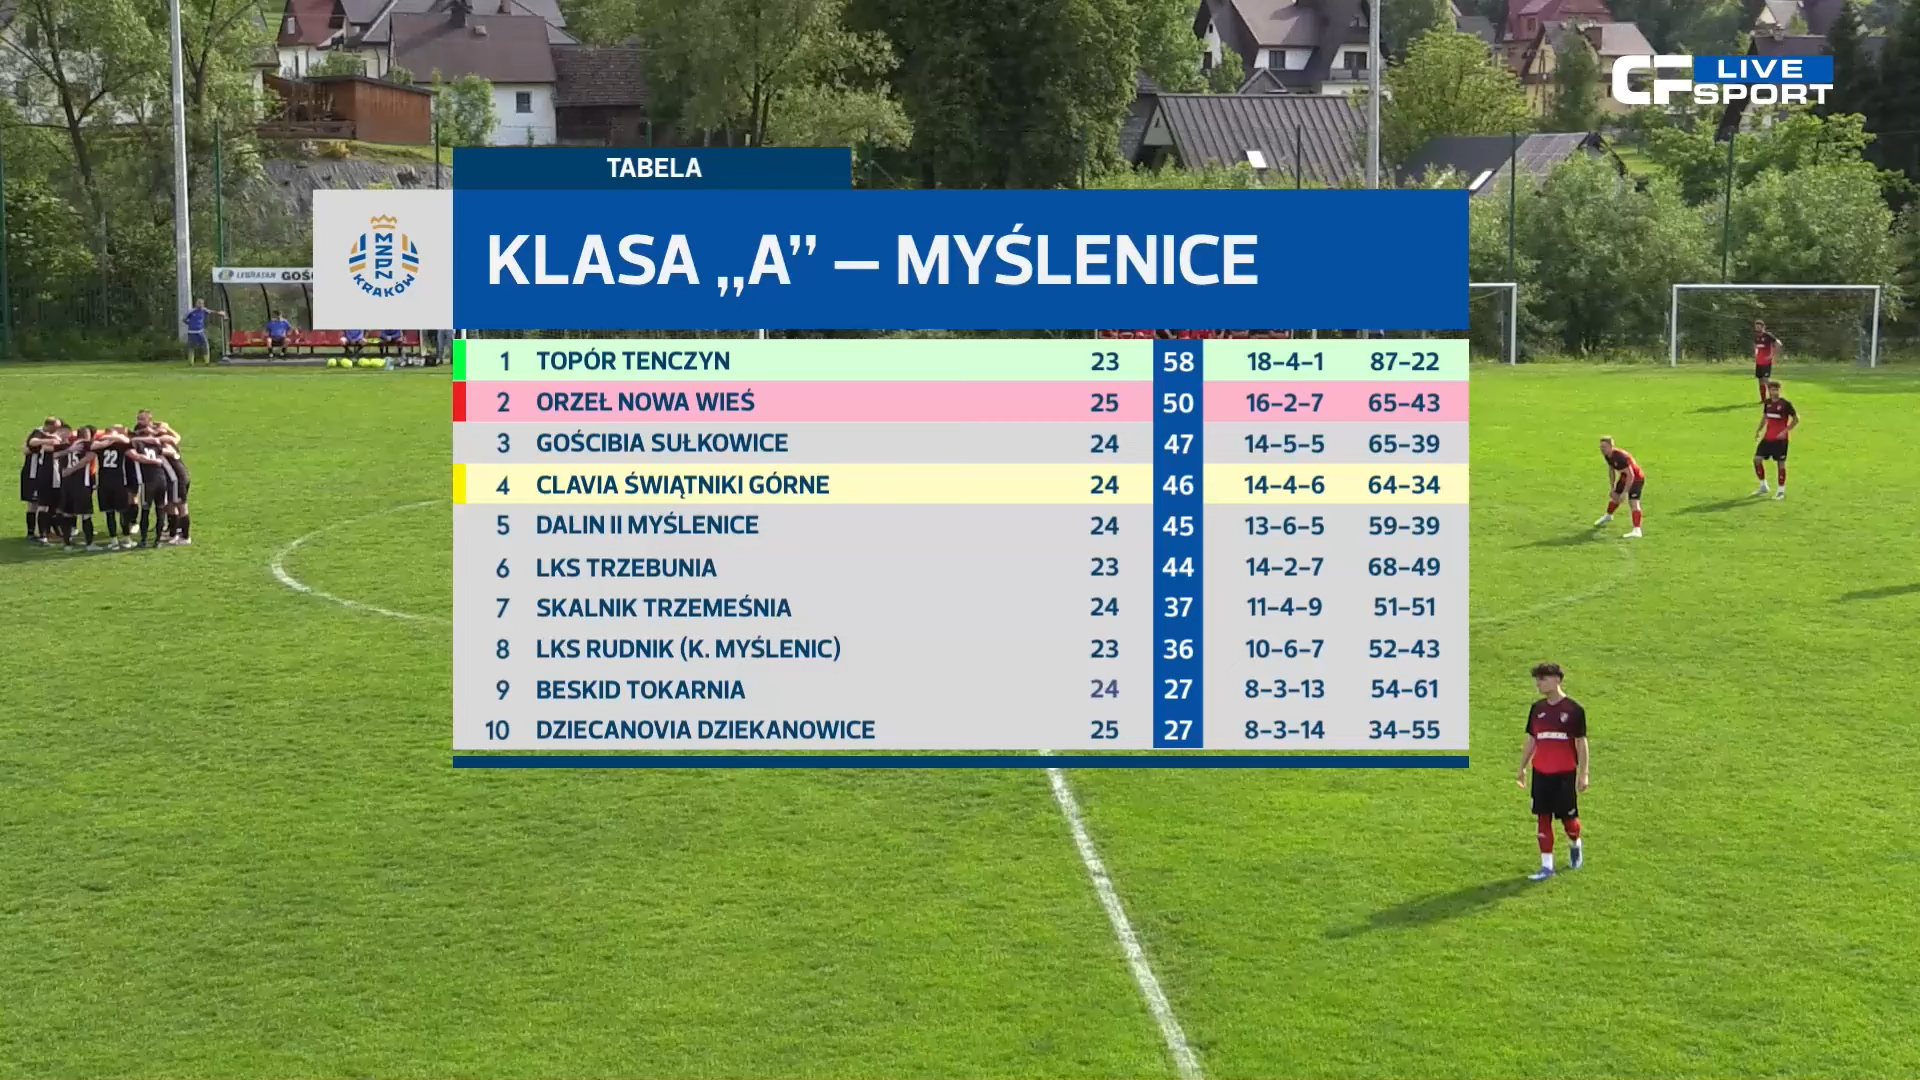 LIVE
CF SPORT
TABELA
KRAKÓW
KLASA „A” – MYŚLENICE
LEGRATAN GOŚC
1 TOPÓR TENCZYN 23 58 18–4–1 87–22
2 ORZEŁ NOWA WIEŚ 25 50 16–2–7 65–43
3 GOŚCIBIA SUŁKOWICE 24 47 14–5–5 65–39
4 CLAVIA ŚWIĄTNIKI GÓRNE 24 46 14–4–6 64–34
5 DALIN II MYŚLENICE 24 45 13–6–5 59–39
6 LKS TRZEBUNIA 23 44 14–2–7 68–49
7 SKALNIK TRZEMEŚNIA 24 37 11–4–9 51–51
8 LKS RUDNIK (K. MYŚLENIC) 23 36 10–6–7 52–43
9 BESKID TOKARNIA 24 27 8–3–13 54–61
10 DZIECANOVIA DZIEKANOWICE 25 27 8–3–14 34–55
15
22